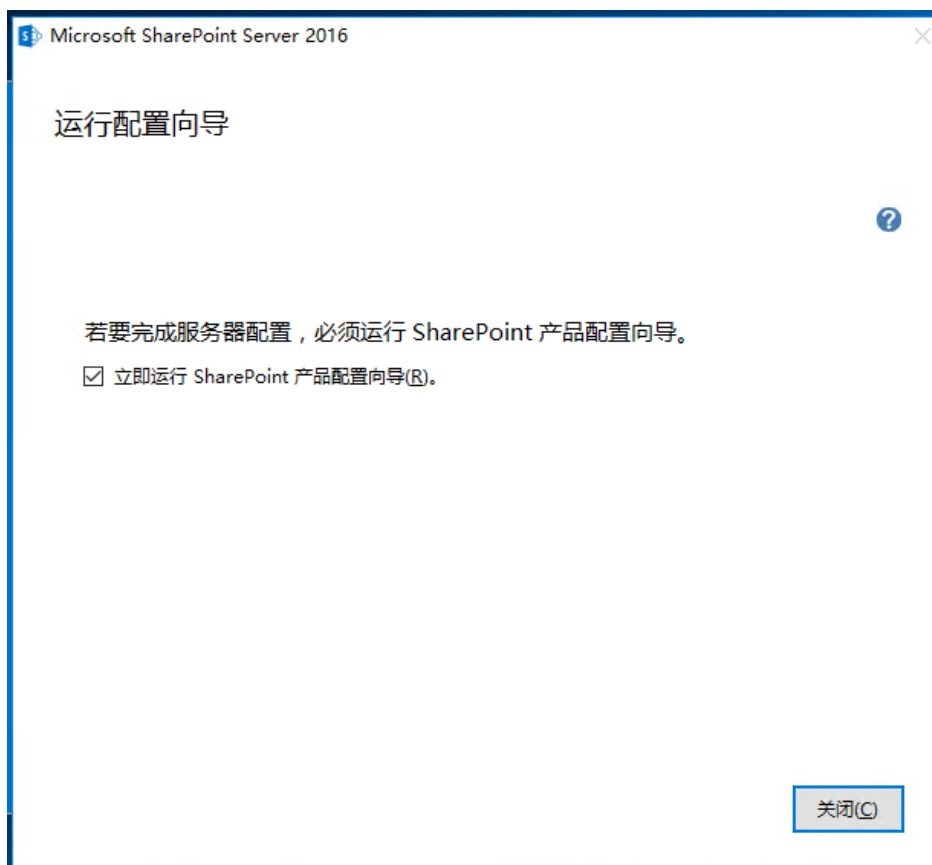 Microsoft SharePoint Server 2016
运行配置向导
若要完成服务器配置，必须运行 SharePoint 产品配置向导。
立即运行 SharePoint 产品配置向导(R)。
关闭(C)